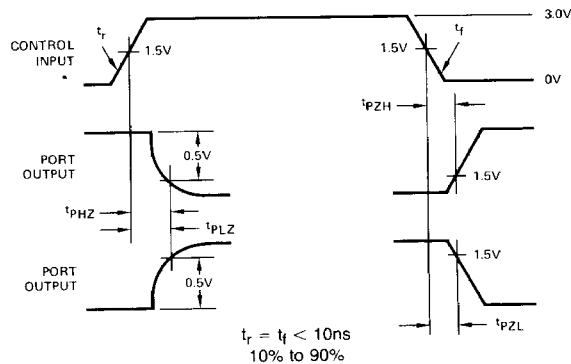 3.0V
t_r
t_f
CONTROL
INPUT
1.5V
1.5V
0V
t_PZH
PORT
OUTPUT
0.5V
1.5V
t_PHZ
t_PLZ
PORT
OUTPUT
0.5V
1.5V
t_PZL
t_r = t_f < 10ns
10% to 90%